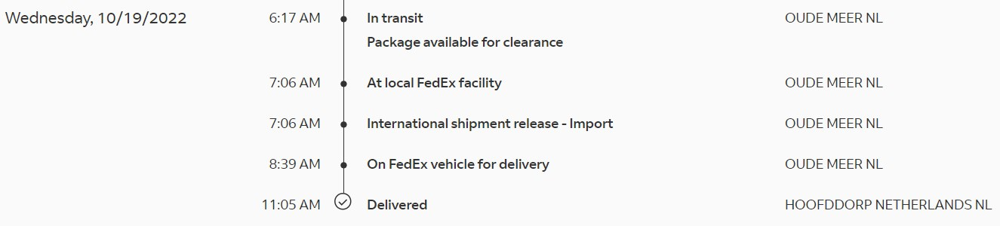 Wednesday, 10/19/2022 6:17 AM In transit OUDE MEER NL
Package available for clearance
7:06 AM At local FedEx facility OUDE MEER NL
7:06 AM International shipment release - Import OUDE MEER NL
8:39 AM On FedEx vehicle for delivery OUDE MEER NL
11:05 AM Delivered HOOFDDORP NETHERLANDS NL